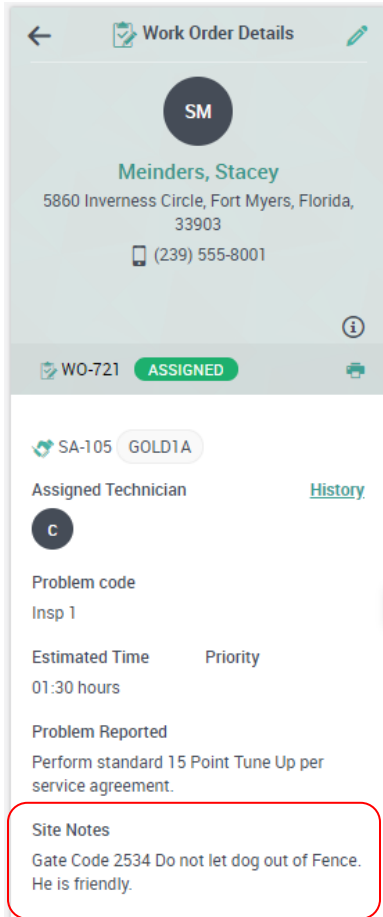 Work Order Details
SM
Meinders, Stacey
5860 Inverness Circle, Fort Myers, Florida,
33903
(239) 555-8001
WO-721 ASSIGNED
SA-105 GOLD1A
Assigned Technician History
C
Problem code
Insp 1
Estimated Time Priority
01:30 hours
Problem Reported
Perform standard 15 Point Tune Up per
service agreement.
Site Notes
Gate Code 2534 Do not let dog out of Fence.
He is friendly.